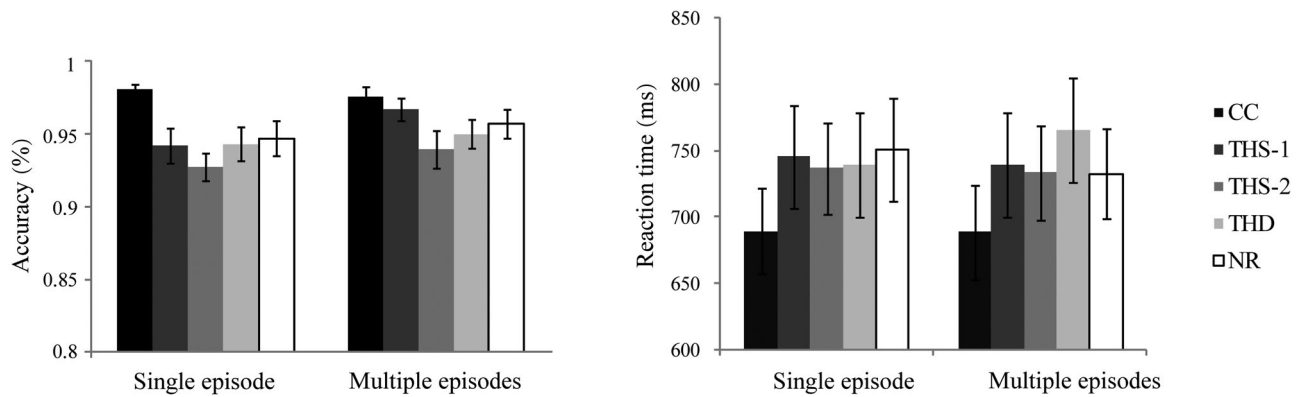 Accuracy (%)
1
0.95
0.9
0.85
0.8
Single episode
Multiple episodes
Reaction time (ms)
850
800
750
700
650
600
Single episode
Multiple episodes
CC
THS-1
THS-2
THD
NR